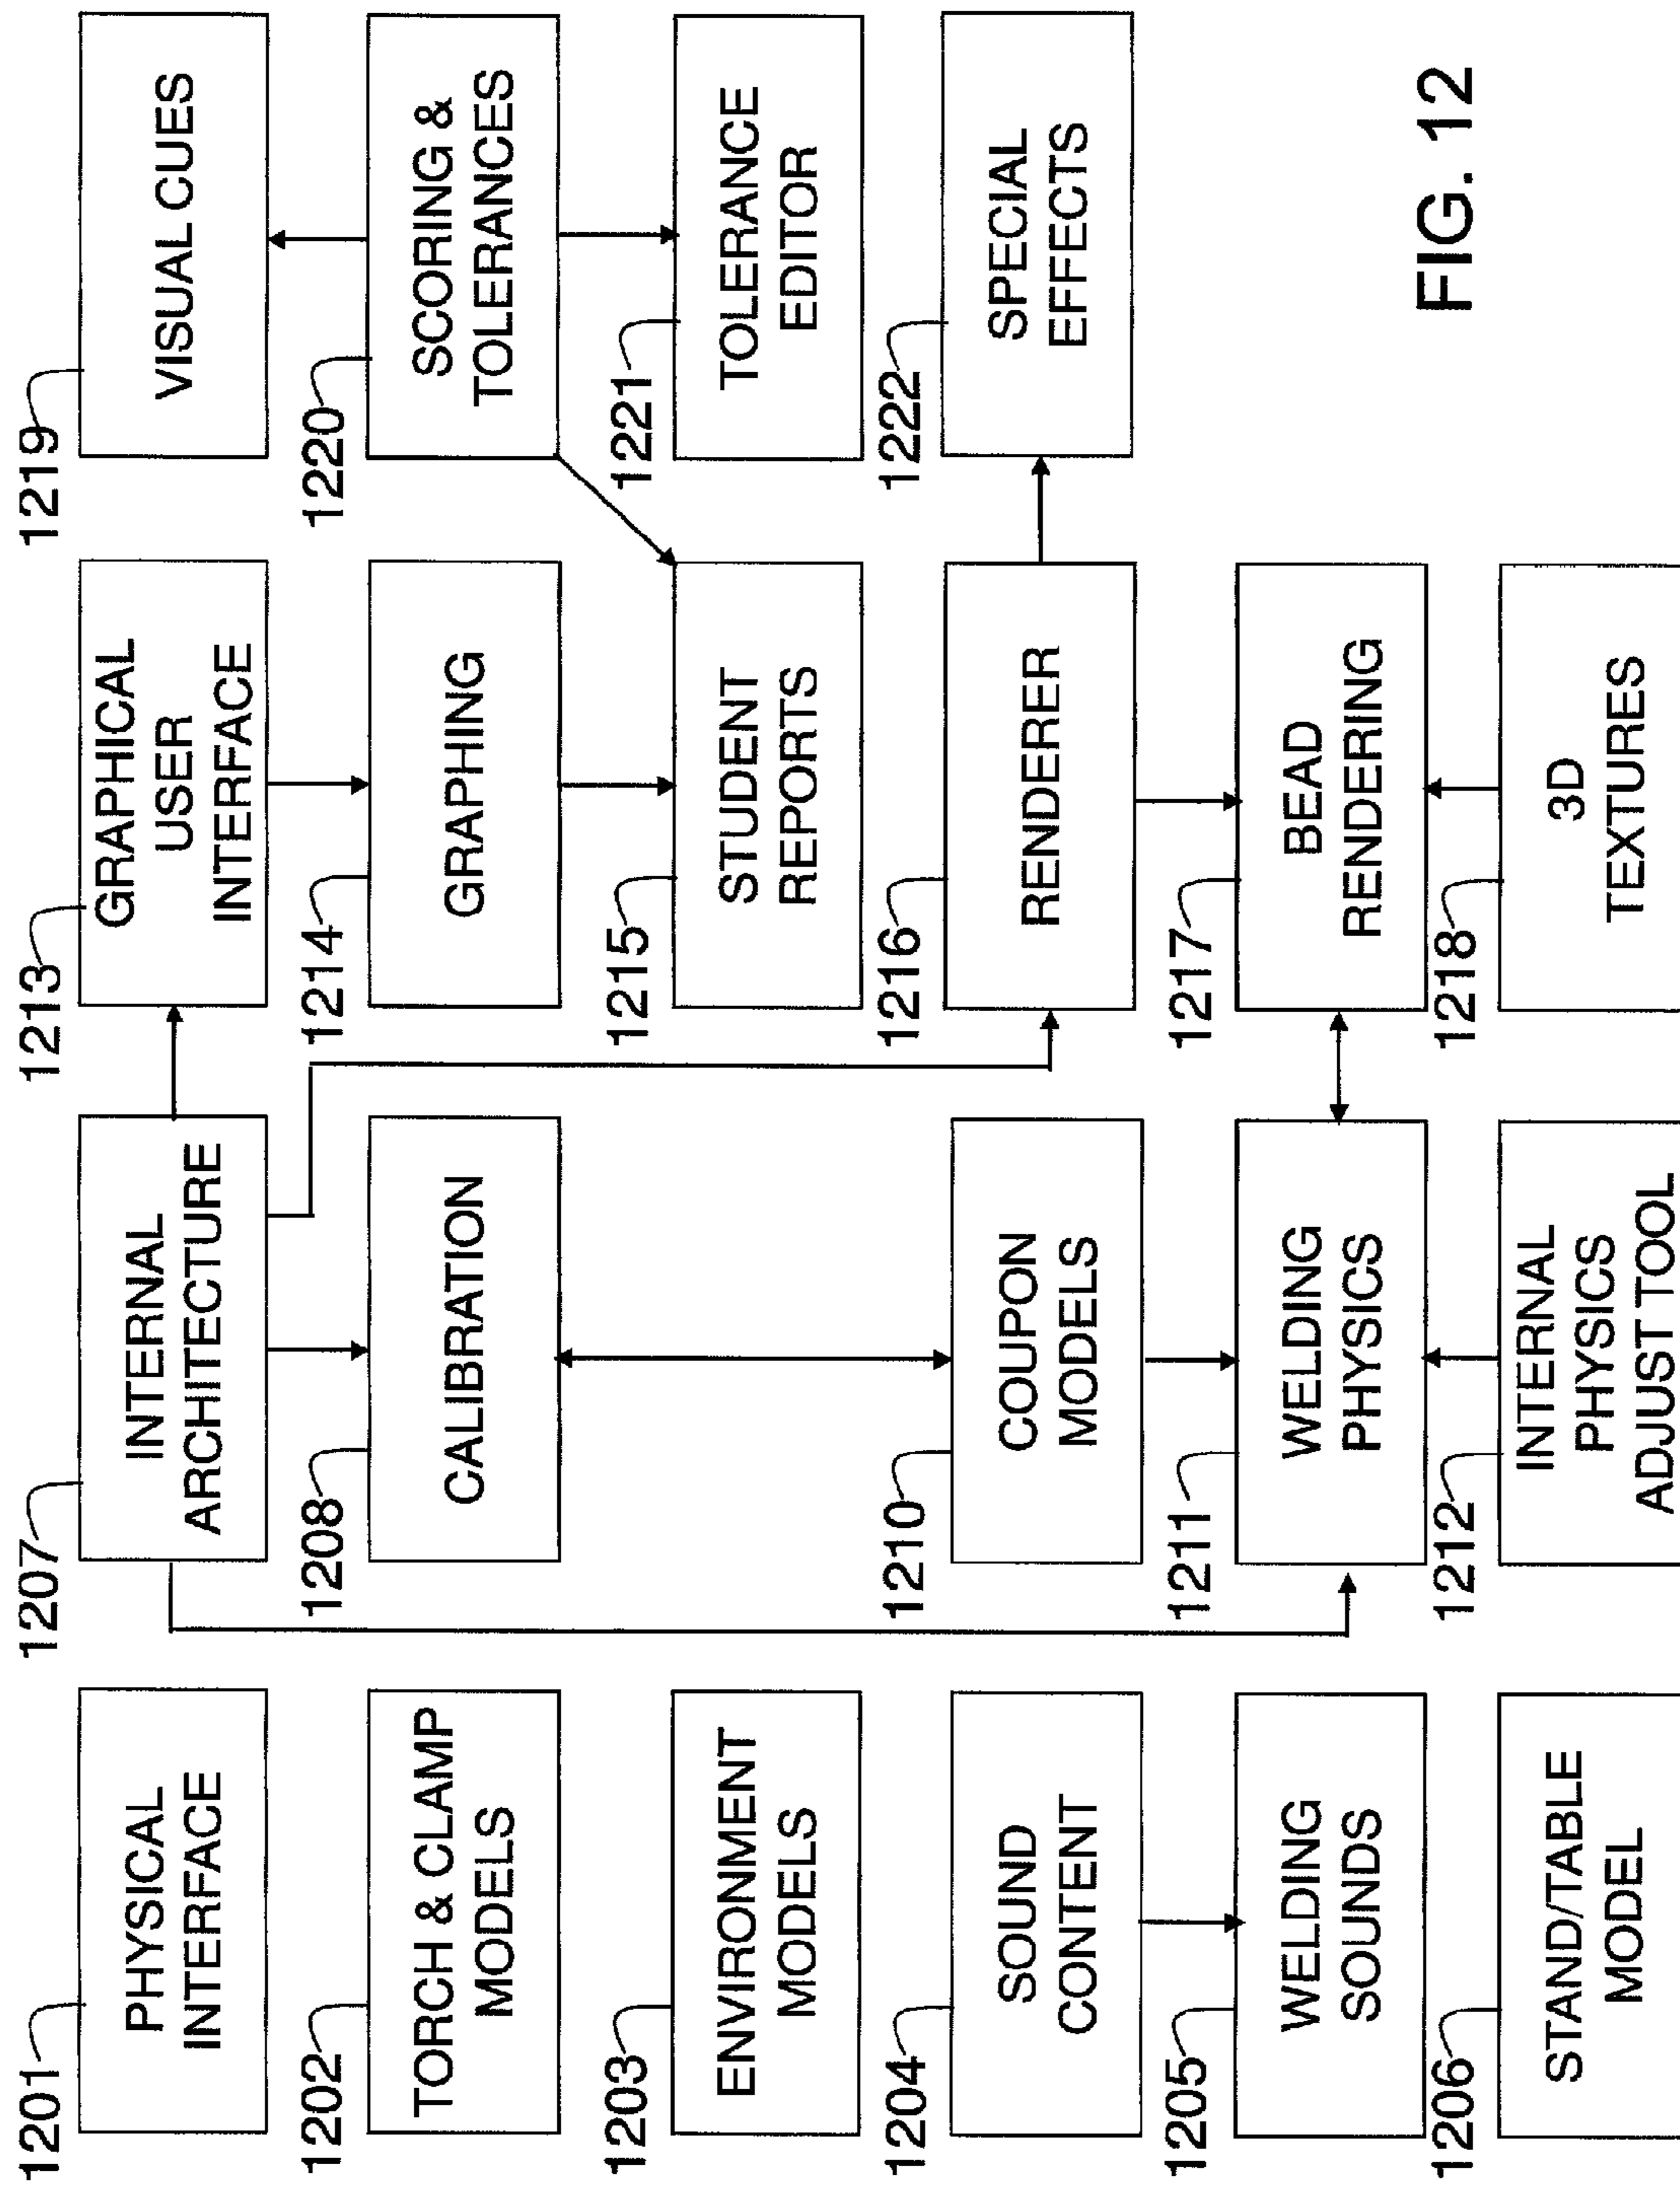 1201
PHYSICAL
INTERFACE
1202
TORCH & CLAMP
MODELS
1203
ENVIRONMENT
MODELS
1204
SOUND
CONTENT
1205
WELDING
SOUNDS
1206
STAND/TABLE
MODEL
1207
INTERNAL
ARCHITECTURE
1208
CALIBRATION
1210
COUPON
MODELS
1211
WELDING
PHYSICS
1212
INTERNAL
PHYSICS
ADJUST TOOL
1213
GRAPHICAL
USER
INTERFACE
1214
GRAPHING
1215
STUDENT
REPORTS
1216
RENDERER
1217
BEAD
RENDERING
1218
3D
TEXTURES
1219
VISUAL CUES
1220
SCORING &
TOLERANCES
1221
TOLERANCE
EDITOR
1222
SPECIAL
EFFECTS
FIG. 12